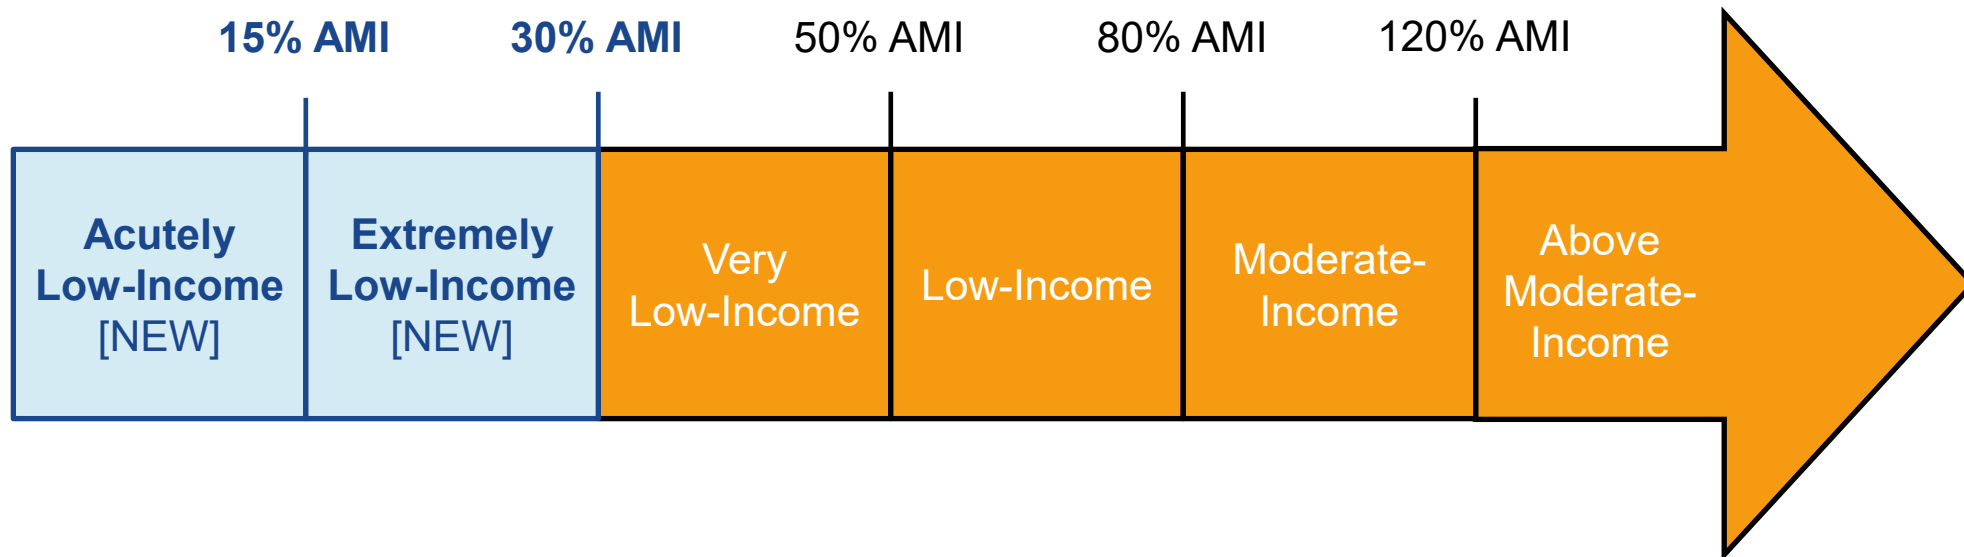 15% AMI
30% AMI
50% AMI
80% AMI
120% AMI
Acutely
Low-Income
[NEW]
Extremely
Low-Income
[NEW]
Very
Low-Income
Low-Income
Moderate-
Income
Above
Moderate-
Income